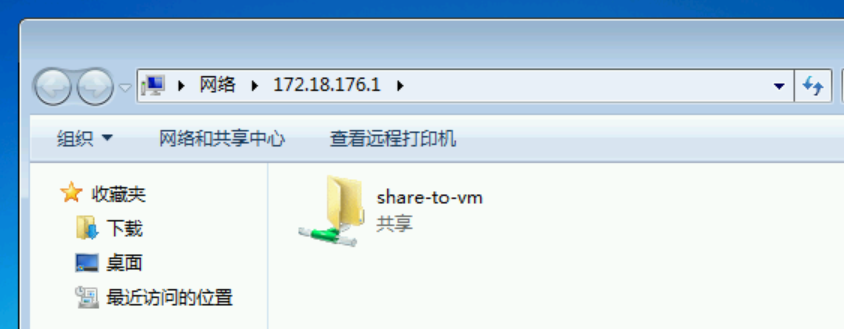 网络 172.18.176.1
组织 网络和共享中心 查看远程打印机
收藏夹
下载
桌面
最近访问的位置
share-to-vm
共享